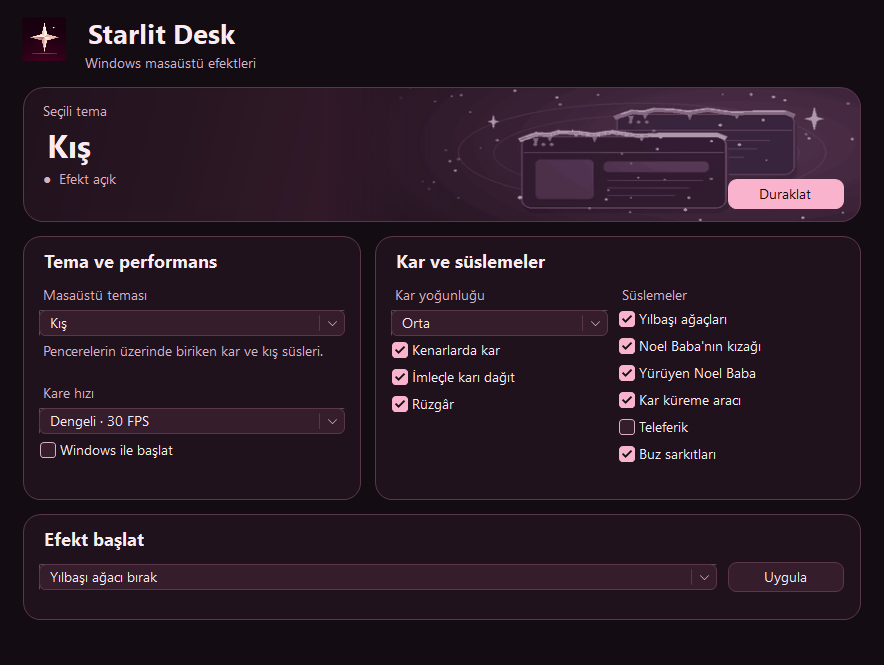 Starlit Desk
Windows masaüstü efektleri
Seçili tema
Kış
Efekt açık
Duraklat
Tema ve performans
Masaüstü teması
Kış
Pencerelerin üzerinde biriken kar ve kış süsleri.
Kare hızı
Dengeli · 30 FPS
Windows ile başlat
Kar ve süslemeler
Kar yoğunluğu
Orta
Kenarlarda kar
İmleçle karı dağıt
Rüzgâr
Süslemeler
Yılbaşı ağaçları
Noel Baba'nın kızağı
Yürüyen Noel Baba
Kar küreme aracı
Teleferik
Buz sarkıtları
Efekt başlat
Yılbaşı ağacı bırak
Uygula